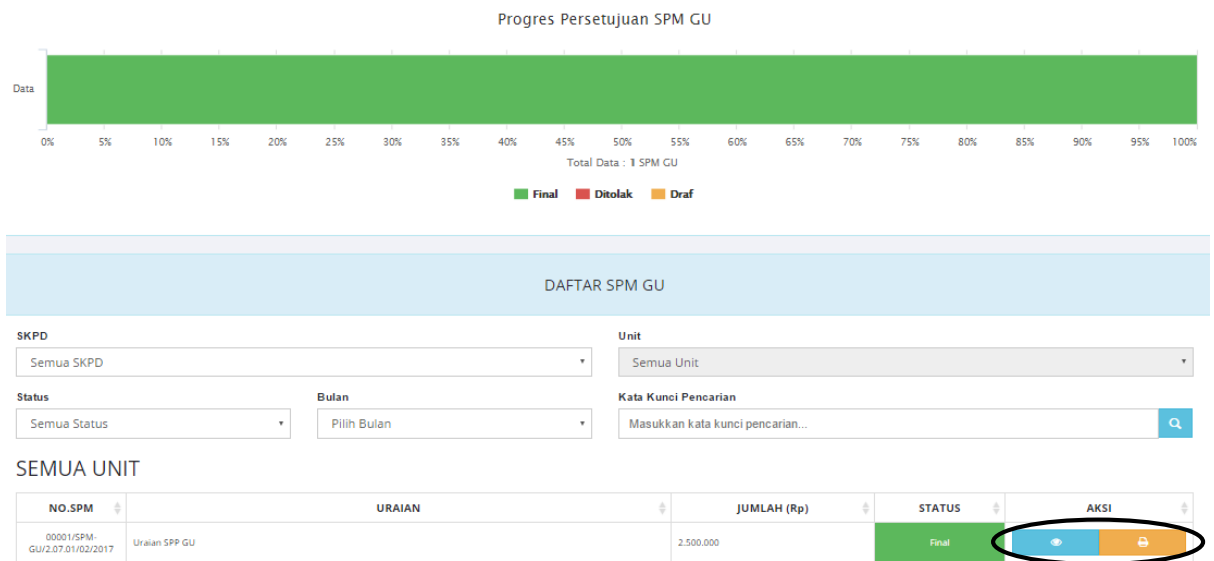 Progres Persetujuan SPM GU
Data
0% 5% 10% 15% 20% 25% 30% 35% 40% 45% 50% 55% 60% 65% 70% 75% 80% 85% 90% 95% 100%
Total Data : 1 SPM GU
Final Ditolak Draf
DAFTAR SPM GU
SKPD Unit
Semua SKPD Semua Unit
Status Bulan Kata Kunci Pencarian
Semua Status Pilih Bulan Masukkan kata kunci pencarian...
SEMUA UNIT
NO.SPM URAIAN JUMLAH (Rp) STATUS AKSI
00001/SPM-
GU/2.07.01/02/2017 Uraian SPP GU 2.500.000 Final